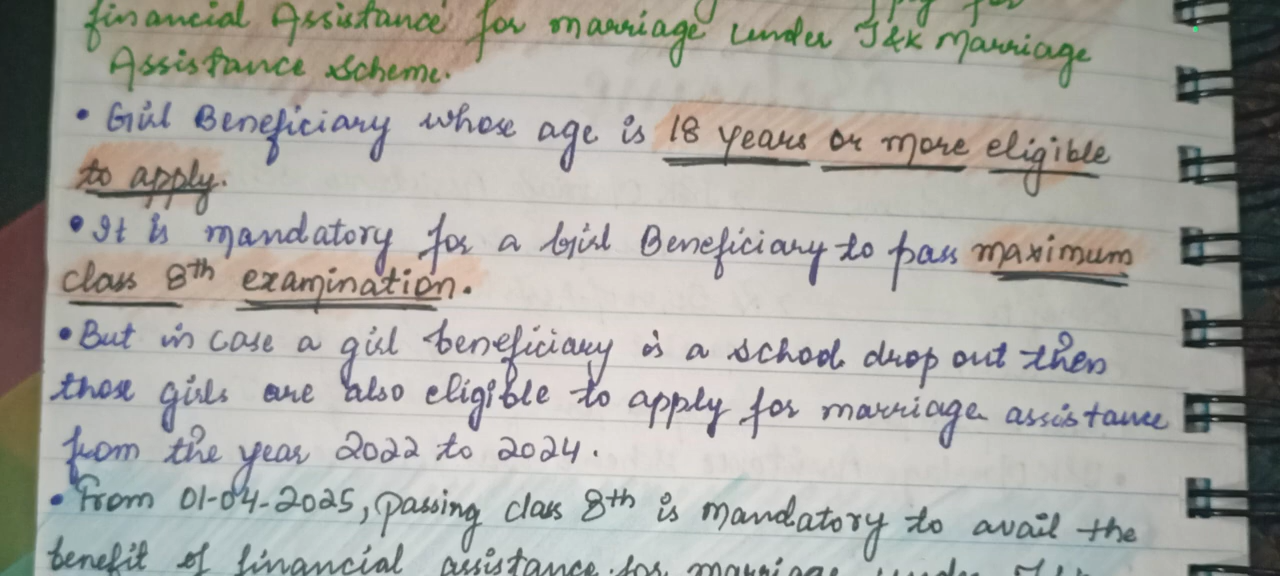 financial Assistance for marriage under J&K Marriage
Assistance Scheme.
• Girl Beneficiary whose age is 18 years or more eligible
to apply.
• It is mandatory for a Girl Beneficiary to pass maximum
class 8th examination.
• But in case a girl beneficiary is a school drop out then
those girls are also eligible to apply for marriage assistance
from the year 2022 to 2024.
• From 01-04-2025, passing class 8th is mandatory to avail the
benefit of financial assistance for marriage under J&K